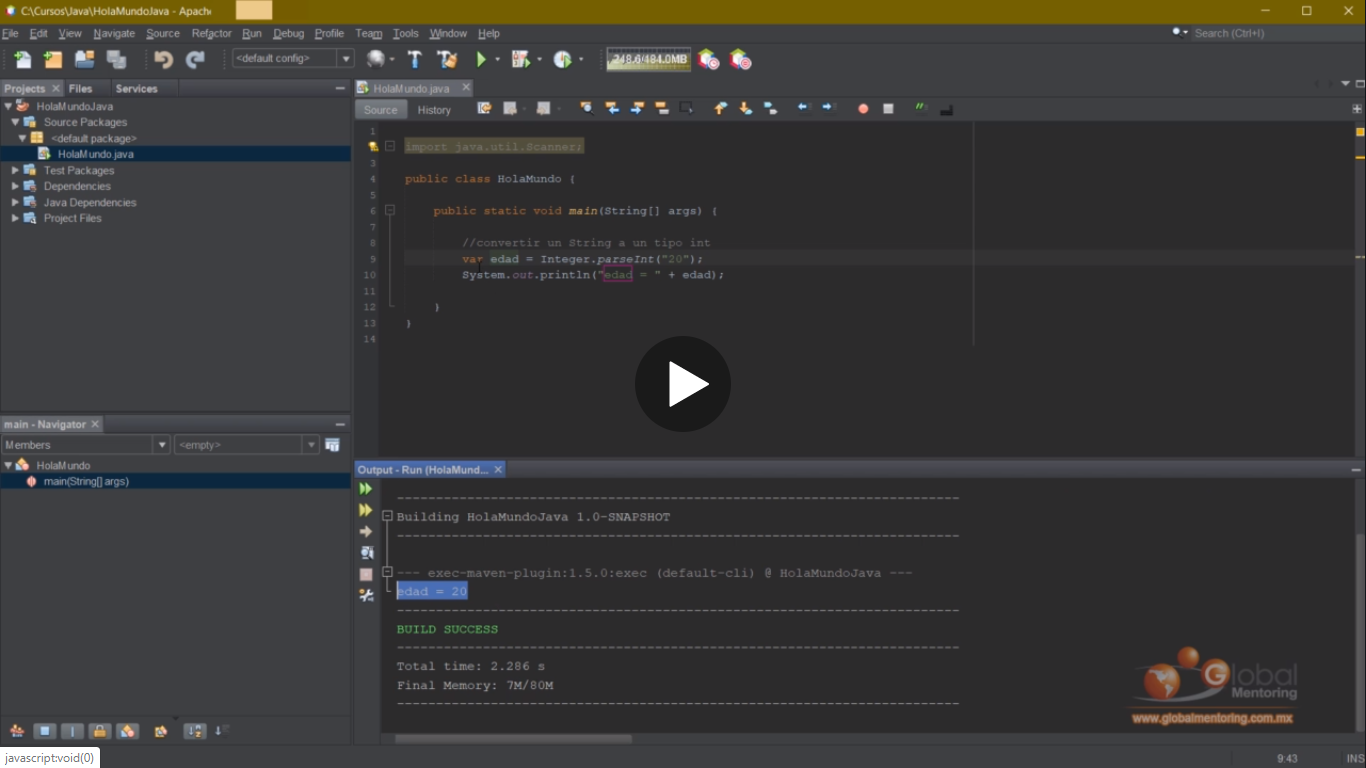 C:\Cursos\Java\HolaMundoJava - Apach
File Edit View Navigate Source Refactor Run Debug Profile Team Tools Window Help
Search (Ctrl+I)
<default config>
248.6/484.0MB
Projects Files Services
HolaMundoJava
Source Packages
<default package>
HolaMundo.java
Test Packages
Dependencies
Java Dependencies
Project Files
HolaMundo.java
Source History
1
import java.util.Scanner;
3
4 public class HolaMundo {
5
6 public static void main(String[] args) {
7
8 //convertir un String a un tipo int
9 var edad = Integer.parseInt("20");
10 System.out.println("edad = " + edad);
11
12 }
13 }
14
main - Navigator
Members <empty>
HolaMundo
main(String[] args)
Output - Run (HolaMund...
------------------------------------------------------------------------
Building HolaMundoJava 1.0-SNAPSHOT
------------------------------------------------------------------------
--- exec-maven-plugin:1.5.0:exec (default-cli) @ HolaMundoJava ---
edad = 20
------------------------------------------------------------------------
BUILD SUCCESS
------------------------------------------------------------------------
Total time: 2.286 s
Final Memory: 7M/80M
------------------------------------------------------------------------
Global
Mentoring
www.globalmentoring.com.mx
javascript:void(0)
9:43 INS